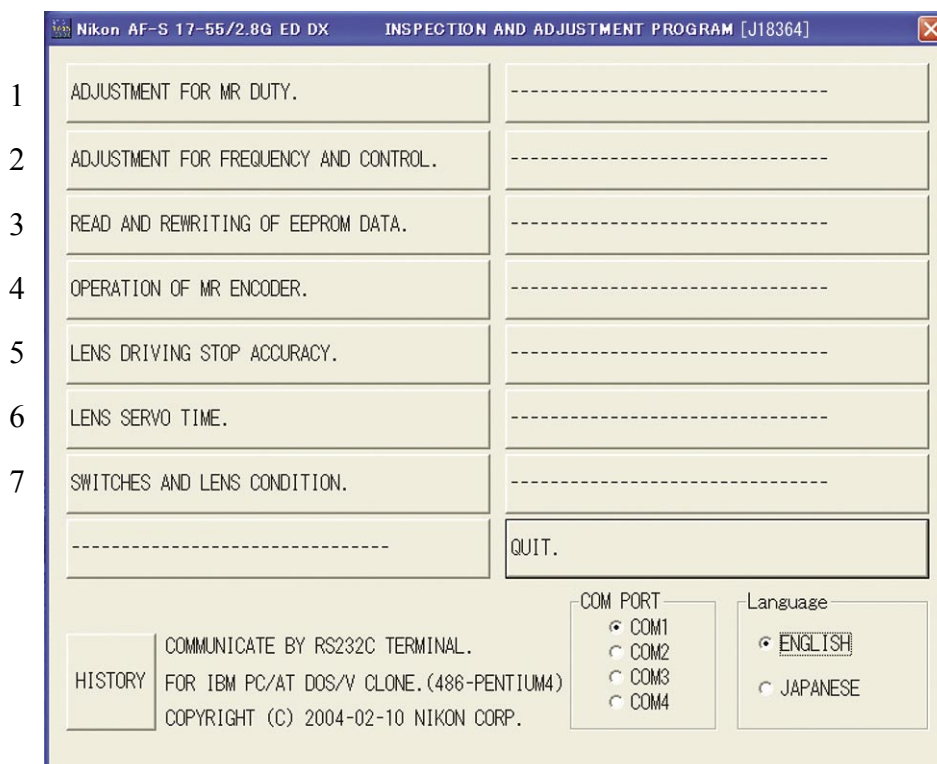 Nikon AF-S 17-55/2.8G ED DX INSPECTION AND ADJUSTMENT PROGRAM [J18364]
1 ADJUSTMENT FOR MR DUTY. -------------------------------
2 ADJUSTMENT FOR FREQUENCY AND CONTROL. -------------------------------
3 READ AND REWRITING OF EEPROM DATA. -------------------------------
4 OPERATION OF MR ENCODER. -------------------------------
5 LENS DRIVING STOP ACCURACY. -------------------------------
6 LENS SERVO TIME. -------------------------------
7 SWITCHES AND LENS CONDITION. -------------------------------
------------------------------- QUIT.
HISTORY
COMMUNICATE BY RS232C TERMINAL.
FOR IBM PC/AT DOS/V CLONE.(486-PENTIUM4)
COPYRIGHT (C) 2004-02-10 NIKON CORP.
COM PORT
COM1
COM2
COM3
COM4
Language
ENGLISH
JAPANESE